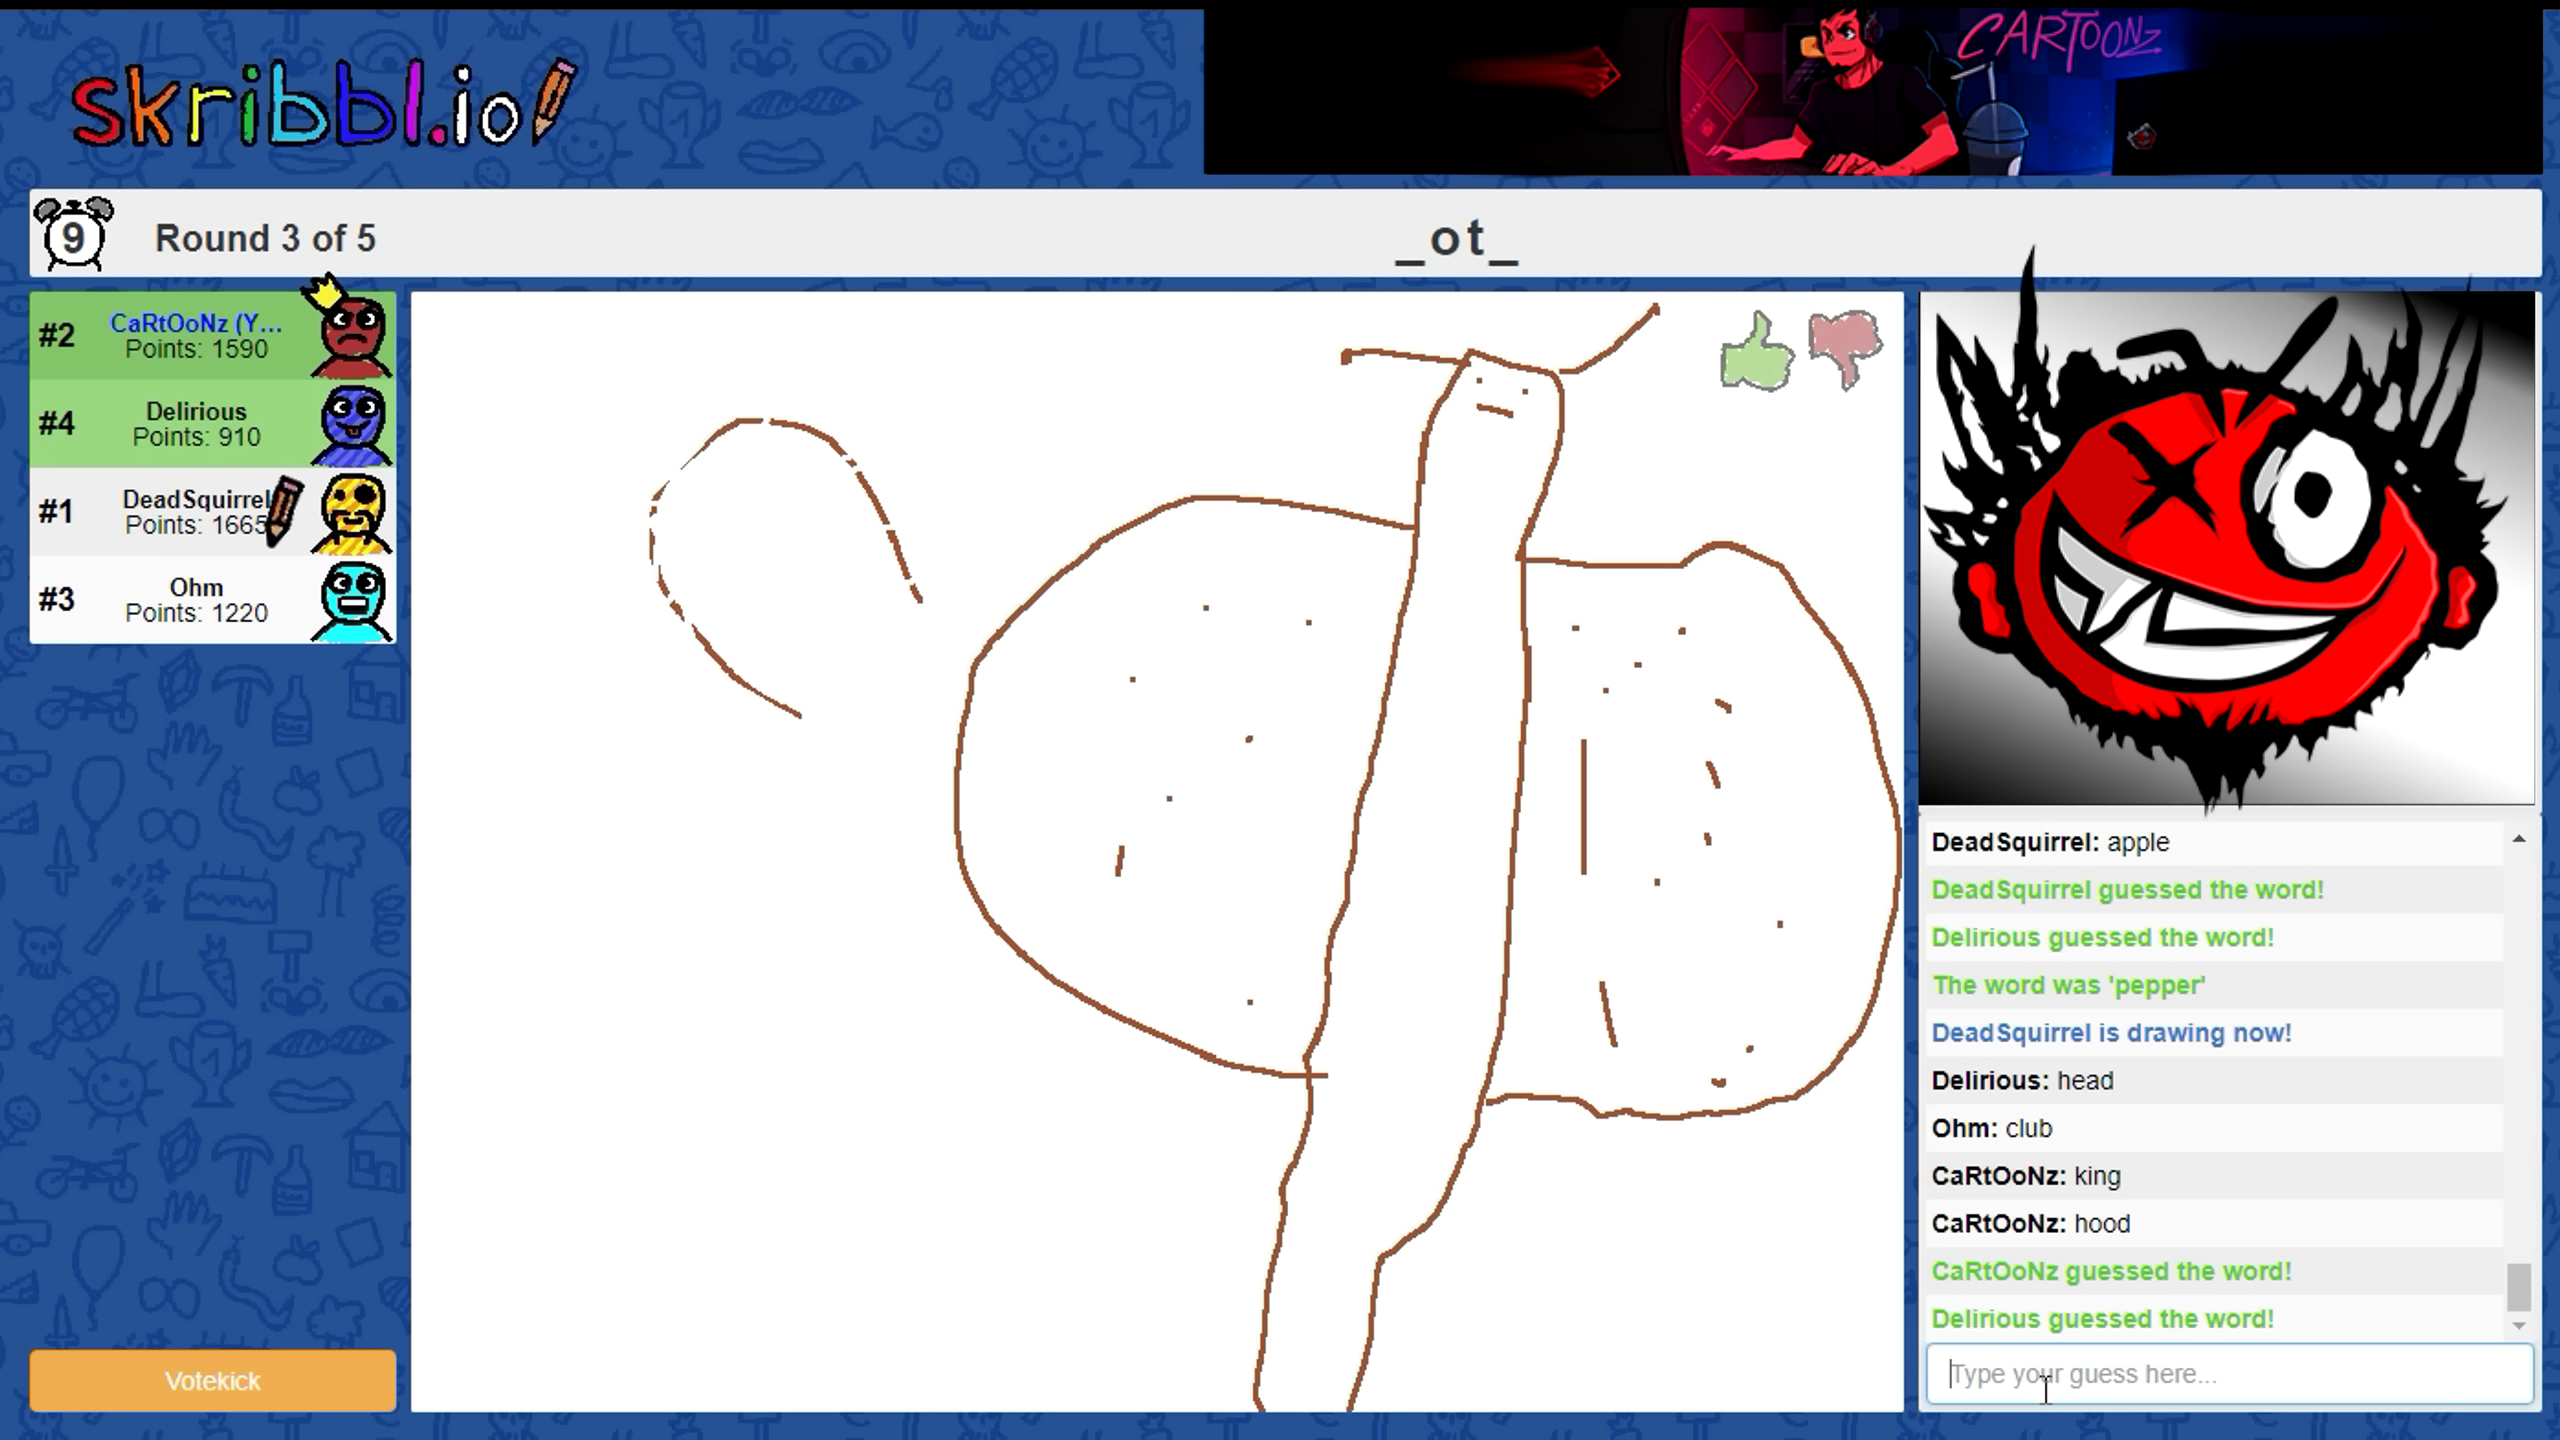 skribbl.io
CARTOONZ
9
Round 3 of 5
_ot_
#2
CaRtOoNz (Y...
Points: 1590
#4
Delirious
Points: 910
#1
DeadSquirrel
Points: 1665
#3
Ohm
Points: 1220
DeadSquirrel: apple
DeadSquirrel guessed the word!
Delirious guessed the word!
The word was 'pepper'
DeadSquirrel is drawing now!
Delirious: head
Ohm: club
CaRtOoNz: king
CaRtOoNz: hood
CaRtOoNz guessed the word!
Delirious guessed the word!
Votekick
Type your guess here...